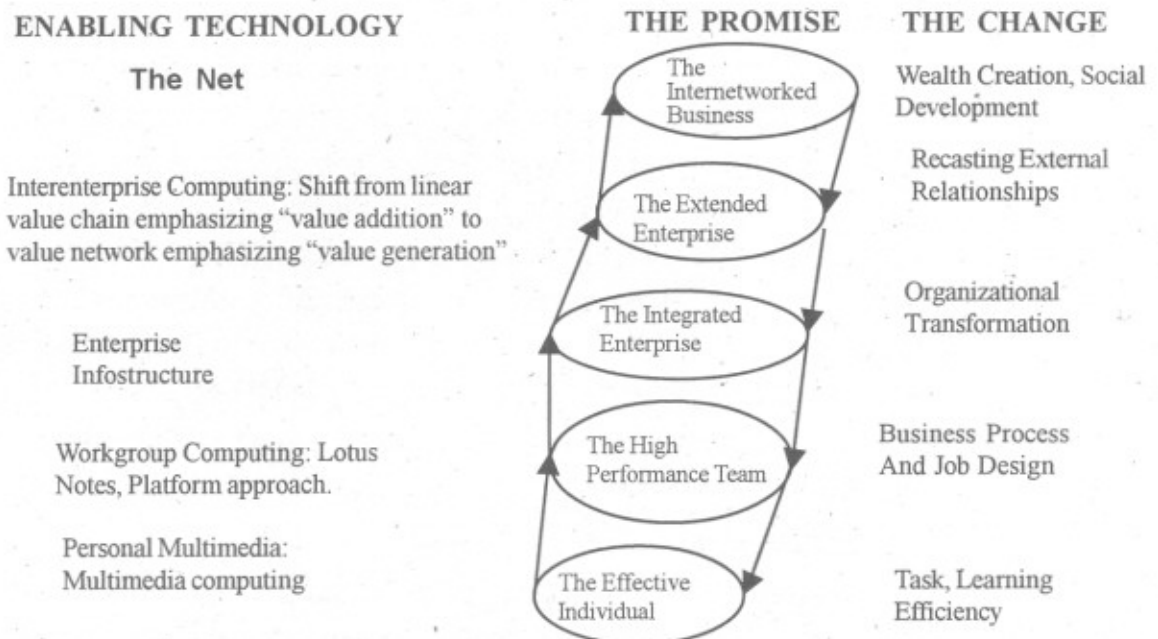 ENABLING TECHNOLOGY
THE PROMISE
THE CHANGE
The Net
The
Internetworked
Business
Wealth Creation, Social
Development
Interenterprise Computing: Shift from linear
value chain emphasizing “value addition” to
value network emphasizing “value generation”
The Extended
Enterprise
Recasting External
Relationships
Enterprise
Infostructure
The Integrated
Enterprise
Organizational
Transformation
Workgroup Computing: Lotus
Notes, Platform approach.
The High
Performance Team
Business Process
And Job Design
Personal Multimedia:
Multimedia computing
The Effective
Individual
Task, Learning
Efficiency